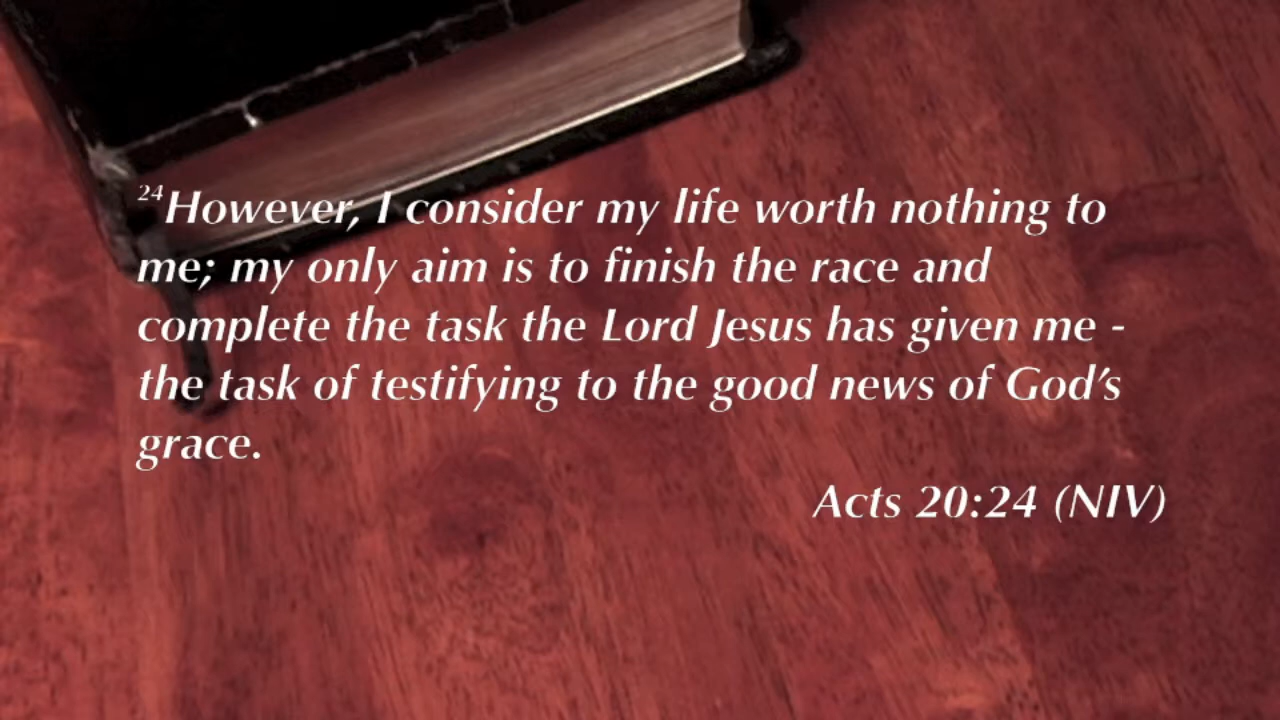 24However, I consider my life worth nothing to
me; my only aim is to finish the race and
complete the task the Lord Jesus has given me -
the task of testifying to the good news of God’s
grace.
Acts 20:24 (NIV)